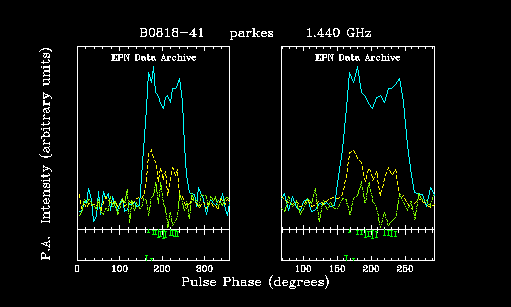 B0818-41 parkes 1.440 GHz
EPN Data Archive EPN Data Archive
P.A. Intensity (arbitrary units)
0 100 200 300 100 150 200 250
Pulse Phase (degrees)